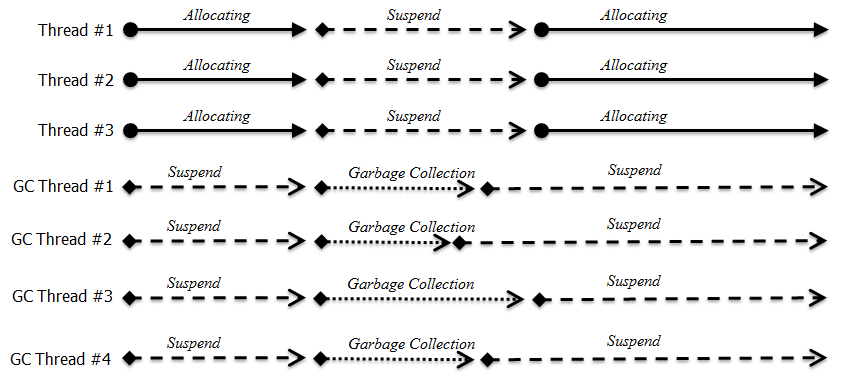 Allocating Suspend Allocating
Thread #1
Allocating Suspend Allocating
Thread #2
Allocating Suspend Allocating
Thread #3
Suspend Garbage Collection Suspend
GC Thread #1
Suspend Garbage Collection Suspend
GC Thread #2
Suspend Garbage Collection Suspend
GC Thread #3
Suspend Garbage Collection Suspend
GC Thread #4